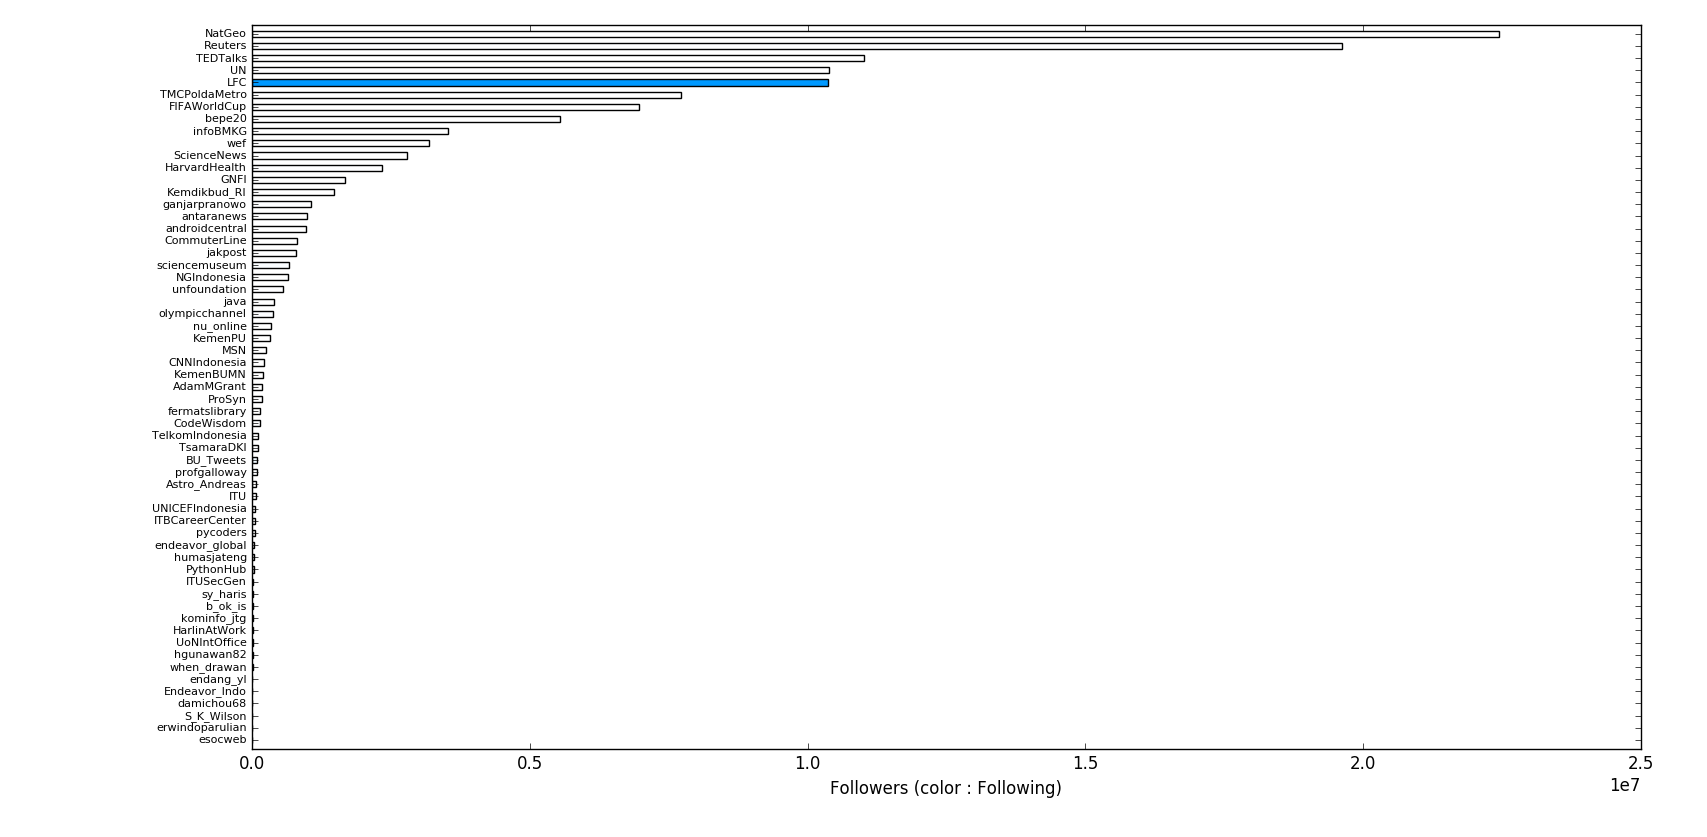 NatGeo
Reuters
TEDTalks
UN
LFC
TMCPoldaMetro
FIFAWorldCup
bepe20
infoBMKG
wef
ScienceNews
HarvardHealth
GNFI
Kemdikbud_RI
ganjarpranowo
antaranews
androidcentral
CommuterLine
jakpost
sciencemuseum
NGIndonesia
unfoundation
java
olympicchannel
nu_online
KemenPU
MSN
CNNIndonesia
KemenBUMN
AdamMGrant
ProSyn
fermatslibrary
CodeWisdom
TelkomIndonesia
TsamaraDKI
BU_Tweets
profgalloway
Astro_Andreas
ITU
UNICEFIndonesia
ITBCareerCenter
pycoders
endeavor_global
humasjateng
PythonHub
ITUSecGen
sy_haris
b_ok_is
kominfo_jtg
HarlinAtWork
UoNIntOffice
hgunawan82
when_drawan
endang_yl
Endeavor_Indo
damichou68
S_K_Wilson
erwindoparulian
esocweb
0.0 0.5 1.0 1.5 2.0 2.5
1e7
Followers (color : Following)